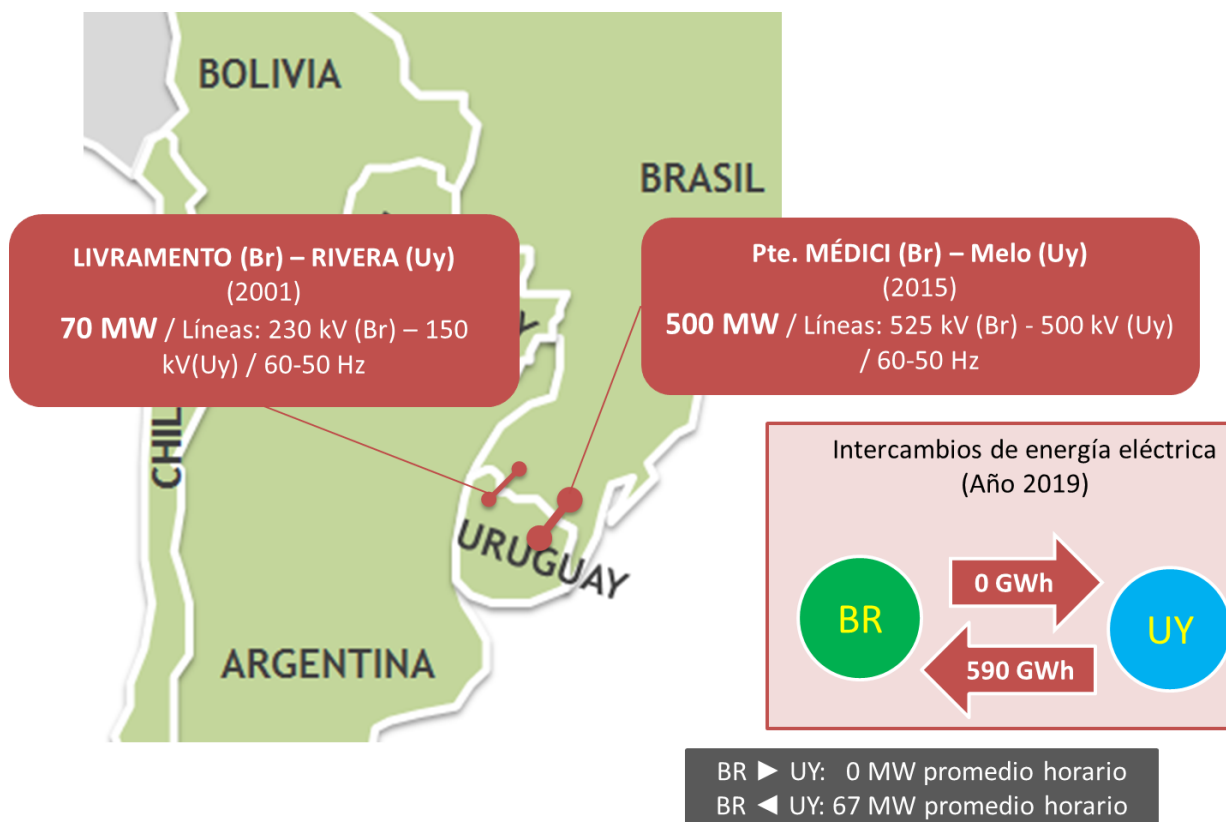 BOLIVIA
BRASIL
LIVRAMENTO (Br) – RIVERA (Uy)
(2001)
70 MW / Líneas: 230 kV (Br) – 150
kV(Uy) / 60-50 Hz
Pte. MÉDICI (Br) – Melo (Uy)
(2015)
500 MW / Líneas: 525 kV (Br) - 500 kV (Uy)
/ 60-50 Hz
CHIL
URUGUAY
ARGENTINA
Intercambios de energía eléctrica
(Año 2019)
BR
0 GWh
UY
590 GWh
BR ► UY: 0 MW promedio horario
BR ◄ UY: 67 MW promedio horario